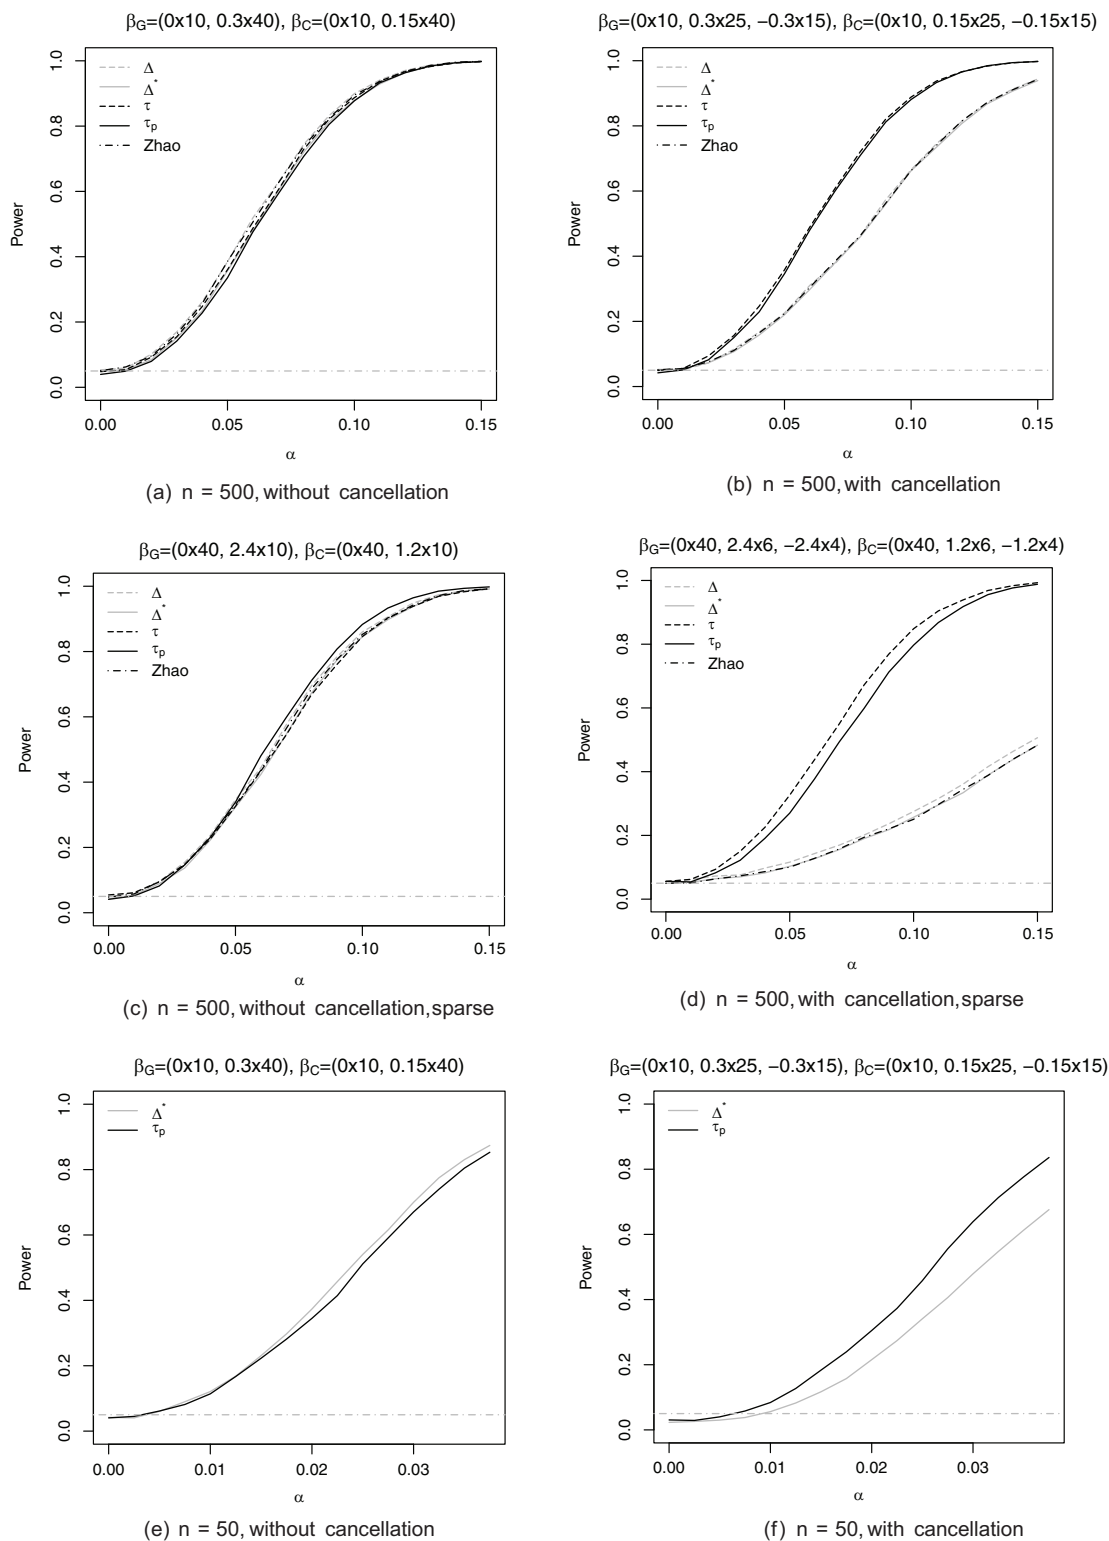 β_G=(0x10, 0.3x40), β_C=(0x10, 0.15x40)
Δ
Δ*
τ
τ_p
Zhao
Power
0.0 0.2 0.4 0.6 0.8 1.0
0.00 0.05 0.10 0.15
α
(a) n = 500, without cancellation
β_G=(0x10, 0.3x25, −0.3x15), β_C=(0x10, 0.15x25, −0.15x15)
Δ
Δ*
τ
τ_p
Zhao
Power
0.0 0.2 0.4 0.6 0.8 1.0
0.00 0.05 0.10 0.15
α
(b) n = 500, with cancellation
β_G=(0x40, 2.4x10), β_C=(0x40, 1.2x10)
Δ
Δ*
τ
τ_p
Zhao
Power
0.0 0.2 0.4 0.6 0.8 1.0
0.00 0.05 0.10 0.15
α
(c) n = 500, without cancellation,sparse
β_G=(0x40, 2.4x6, −2.4x4), β_C=(0x40, 1.2x6, −1.2x4)
Δ
Δ*
τ
τ_p
Zhao
Power
0.0 0.2 0.4 0.6 0.8 1.0
0.00 0.05 0.10 0.15
α
(d) n = 500, with cancellation,sparse
β_G=(0x10, 0.3x40), β_C=(0x10, 0.15x40)
Δ*
τ_p
Power
0.0 0.2 0.4 0.6 0.8 1.0
0.00 0.01 0.02 0.03
α
(e) n = 50, without cancellation
β_G=(0x10, 0.3x25, −0.3x15), β_C=(0x10, 0.15x25, −0.15x15)
Δ*
τ_p
Power
0.0 0.2 0.4 0.6 0.8 1.0
0.00 0.01 0.02 0.03
α
(f) n = 50, with cancellation